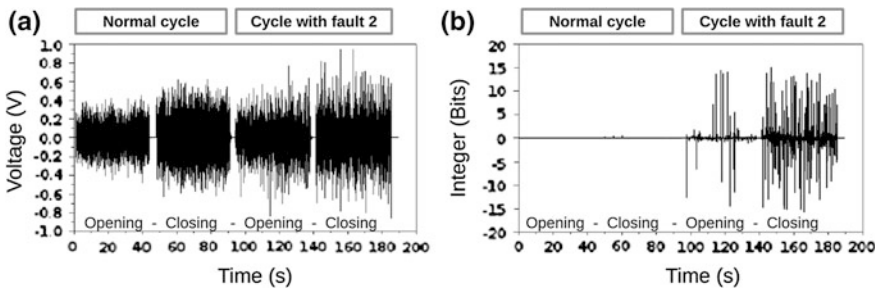 (a)
Normal cycle
Cycle with fault 2
Voltage (V)
1.0
0.8
0.6
0.4
0.2
0.0
-0.2
-0.4
-0.6
-0.8
-1.0
Opening - Closing - Opening - Closing
0 20 40 60 80 100 120 140 160 180 200
Time (s)
(b)
Normal cycle
Cycle with fault 2
Integer (Bits)
20
15
10
5
0
-5
-10
-15
-20
Opening - Closing - Opening - Closing
0 20 40 60 80 100 120 140 160 180 200
Time (s)